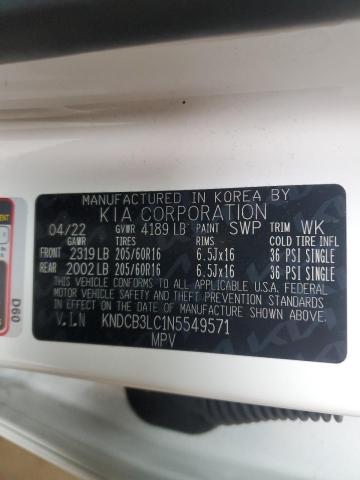 MANUFACTURED IN KOREA BY
KIA CORPORATION
04/22 GVWR 4189 LB PAINT SWP TRIM WK
GAWR TIRES RIMS COLD TIRE INFL
FRONT 2319 LB 205/60R16 6.5Jx16 36 PSI SINGLE
REAR 2002 LB 205/60R16 6.5Jx16 36 PSI SINGLE
THIS VEHICLE CONFORMS TO ALL APPLICABLE U.S.A. FEDERAL
MOTOR VEHICLE SAFETY, BUMPER, AND THEFT PREVENTION
STANDARDS IN EFFECT ON THE DATE OF MANUFACTURE SHOWN ABOVE.
V.I.N KNDCB3LC1N5549571
MPV
D60